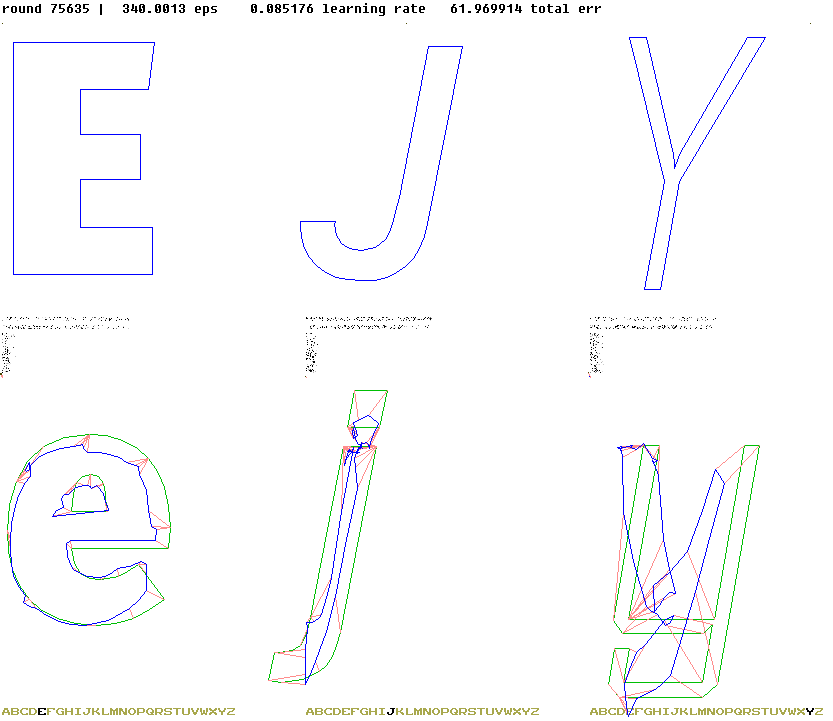 round 75635 | 340.0013 eps 0.085176 learning rate 61.969914 total err
E J Y
e j y
ABCDEFGHIJKLMNOPQRSTUVWXYZ ABCDEFGHIJKLMNOPQRSTUVWXYZ ABCDEFGHIJKLMNOPQRSTUVWXYZ